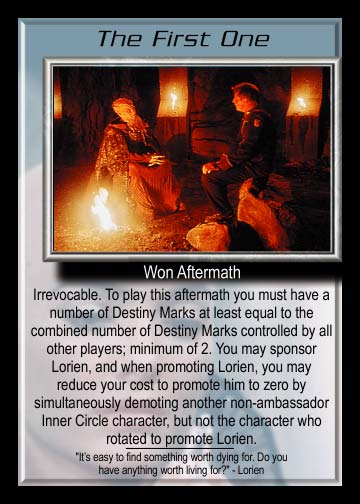 The First One
Won Aftermath
Irrevocable. To play this aftermath you must have a
number of Destiny Marks at least equal to the
combined number of Destiny Marks controlled by all
other players; minimum of 2. You may sponsor
Lorien, and when promoting Lorien, you may
reduce your cost to promote him to zero by
simultaneously demoting another non-ambassador
Inner Circle character, but not the character who
rotated to promote Lorien.
"It's easy to find something worth dying for. Do you
have anything worth living for?" - Lorien